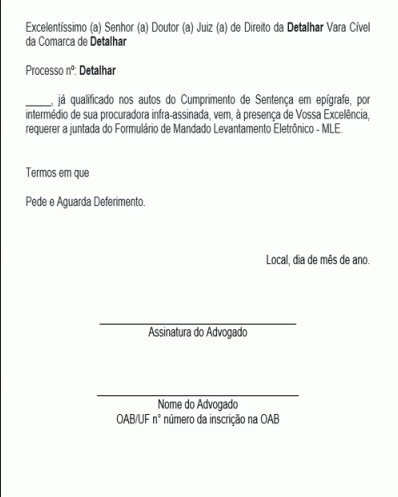 Excelentíssimo (a) Senhor (a) Doutor (a) Juiz (a) de Direito da Detalhar Vara Cível
da Comarca de Detalhar
Processo nº: Detalhar
_____, já qualificado nos autos do Cumprimento de Sentença em epígrafe, por
intermédio de sua procuradora infra-assinada, vem, à presença de Vossa Excelência,
requerer a juntada do Formulário de Mandado Levantamento Eletrônico - MLE.
Termos em que
Pede e Aguarda Deferimento.
Local, dia de mês de ano.
Assinatura do Advogado
Nome do Advogado
OAB/UF n° número da inscrição na OAB